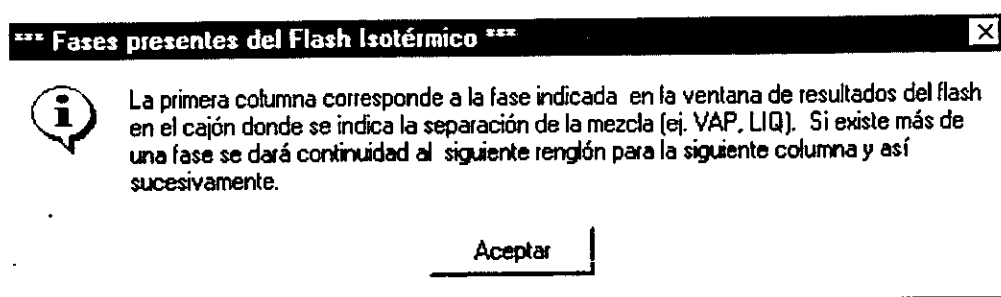 *** Fases presentes del Flash Isotérmico ***
La primera columna corresponde a la fase indicada en la ventana de resultados del flash
en el cajón donde se indica la separación de la mezcla (ej. VAP, LIQ). Si existe más de
una fase se dará continuidad al siguiente renglón para la siguiente columna y así
sucesivamente.
Aceptar